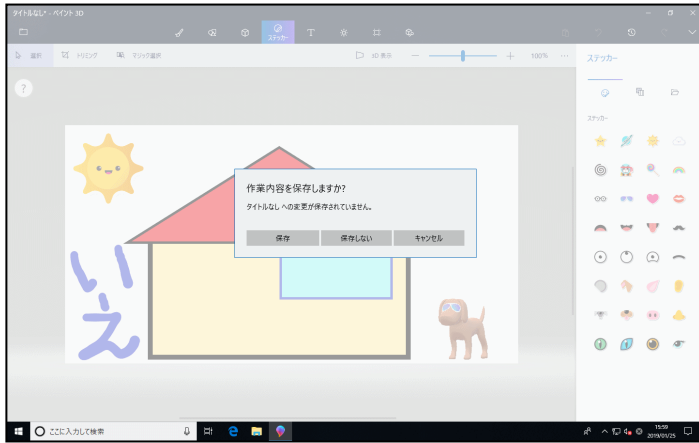 タイトルなし* - ペイント 3D
ステッカー
選択
トリミング
マジック選択
3D 表示
100%
ステッカー
ステッカー
作業内容を保存しますか?
タイトルなし への変更が保存されていません。
保存
保存しない
キャンセル
いえ
ここに入力して検索
15:59
2019/01/25